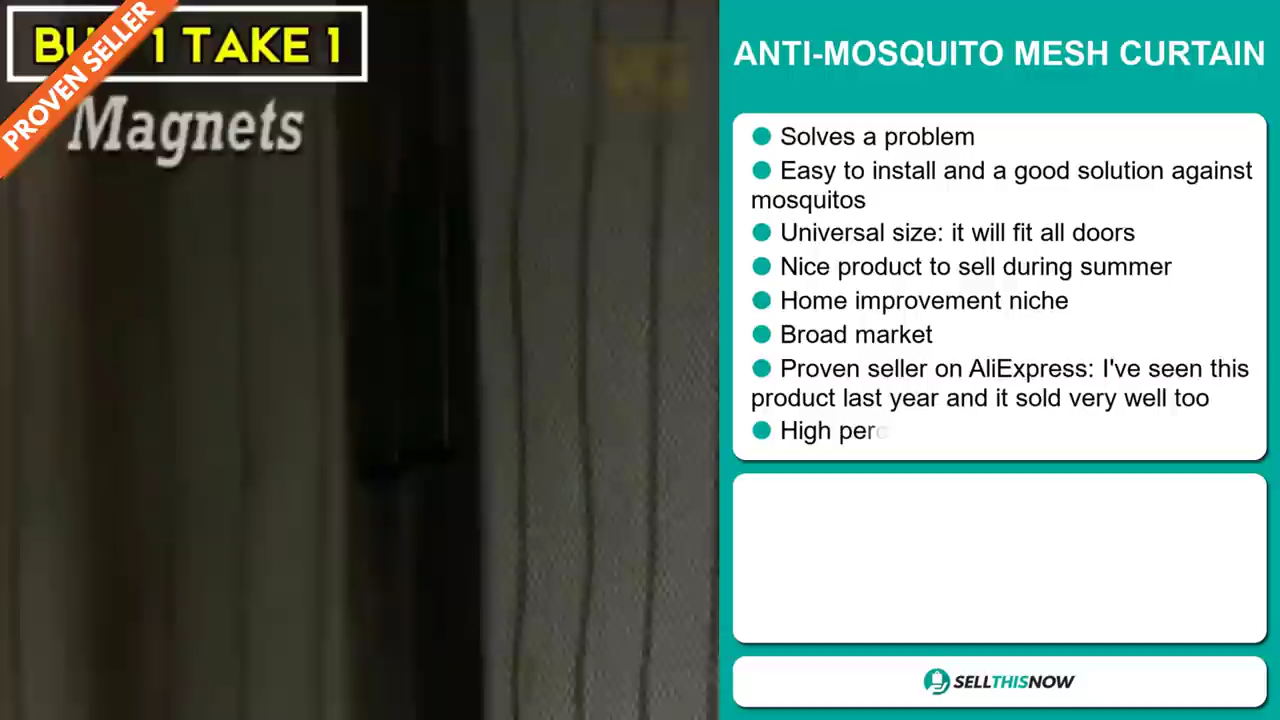 BUY 1 TAKE 1
PROVEN SELLER
Magnets
ANTI-MOSQUITO MESH CURTAIN
Solves a problem
Easy to install and a good solution against
mosquitos
Universal size: it will fit all doors
Nice product to sell during summer
Home improvement niche
Broad market
Proven seller on AliExpress: I've seen this
product last year and it sold very well too
High perc
SELLTHISNOW